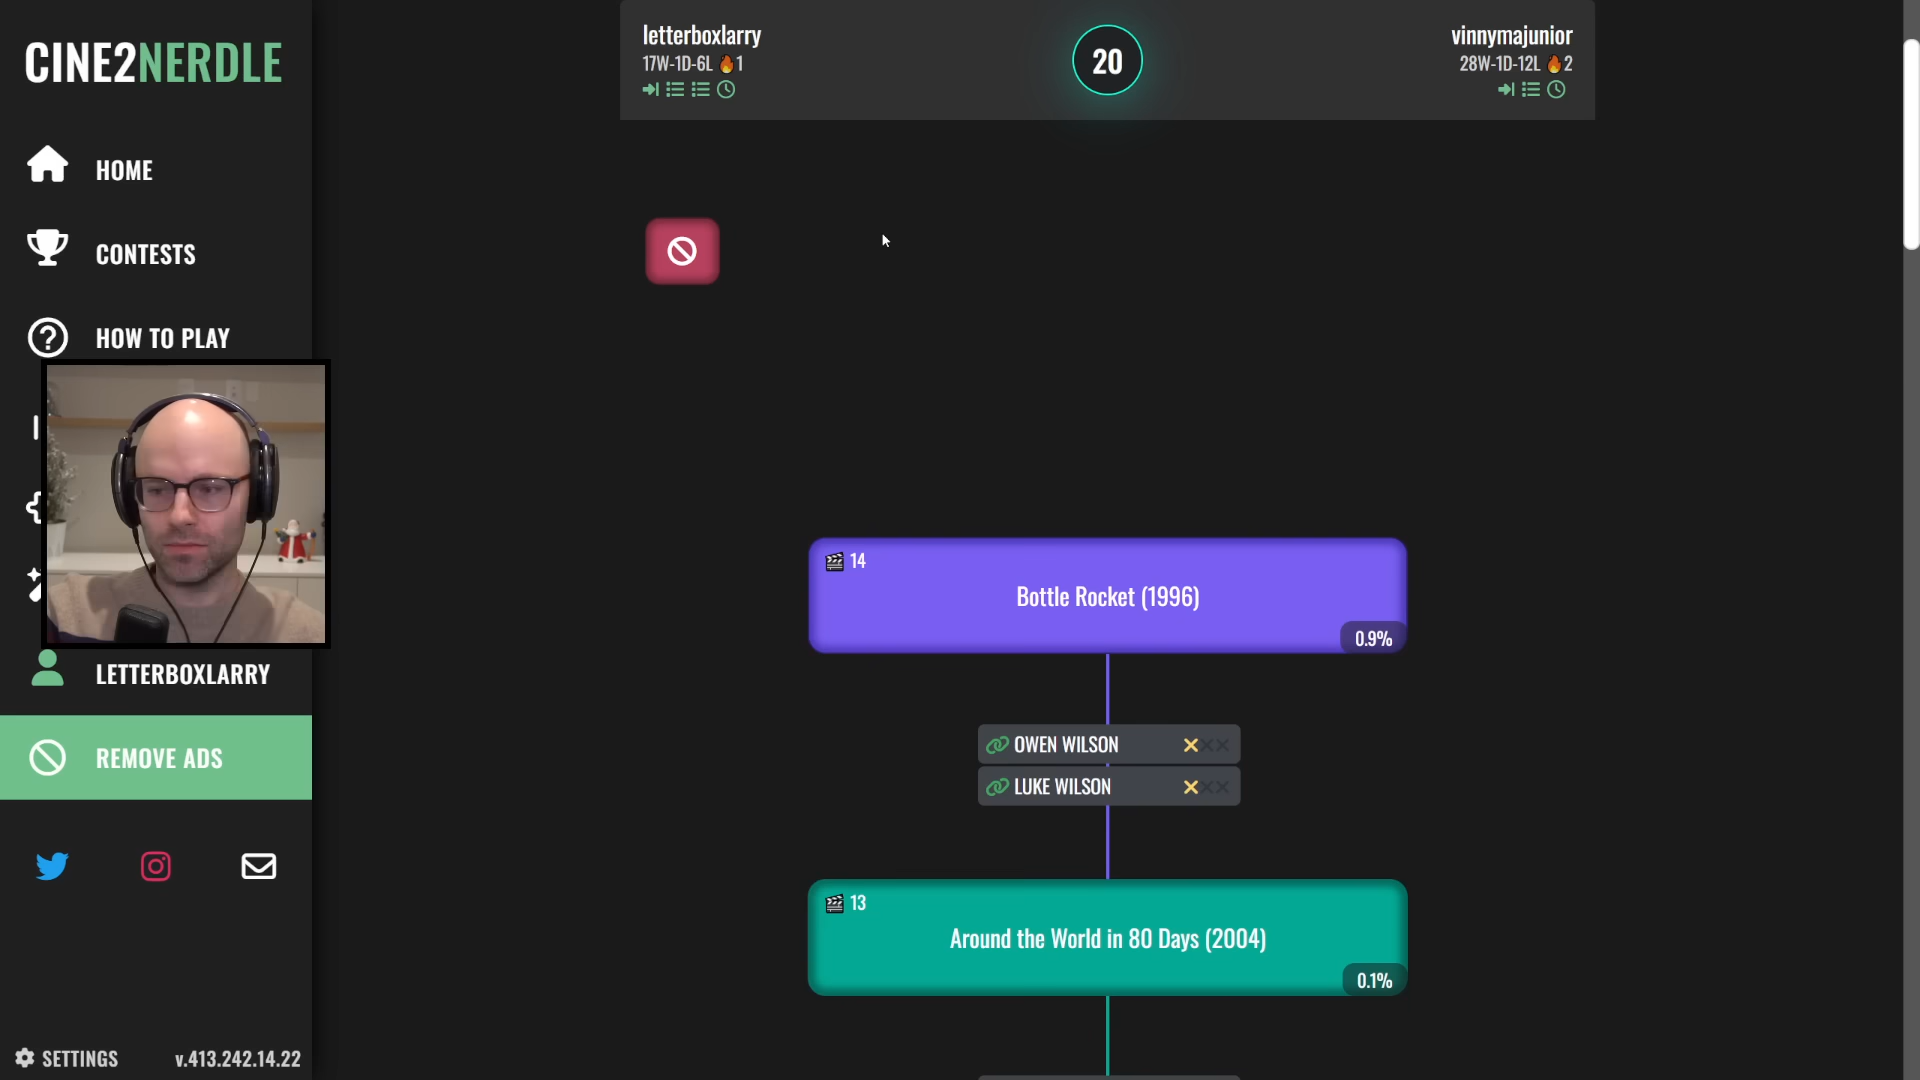 CINE2NERDLE
HOME
CONTESTS
HOW TO PLAY
LETTERBOXLARRY
REMOVE ADS
SETTINGS
v.413.242.14.22
letterboxlarry
17W-1D-6L 🔥1
20
vinnymajunior
28W-1D-12L 🔥2
14
Bottle Rocket (1996)
0.9%
OWEN WILSON
LUKE WILSON
13
Around the World in 80 Days (2004)
0.1%